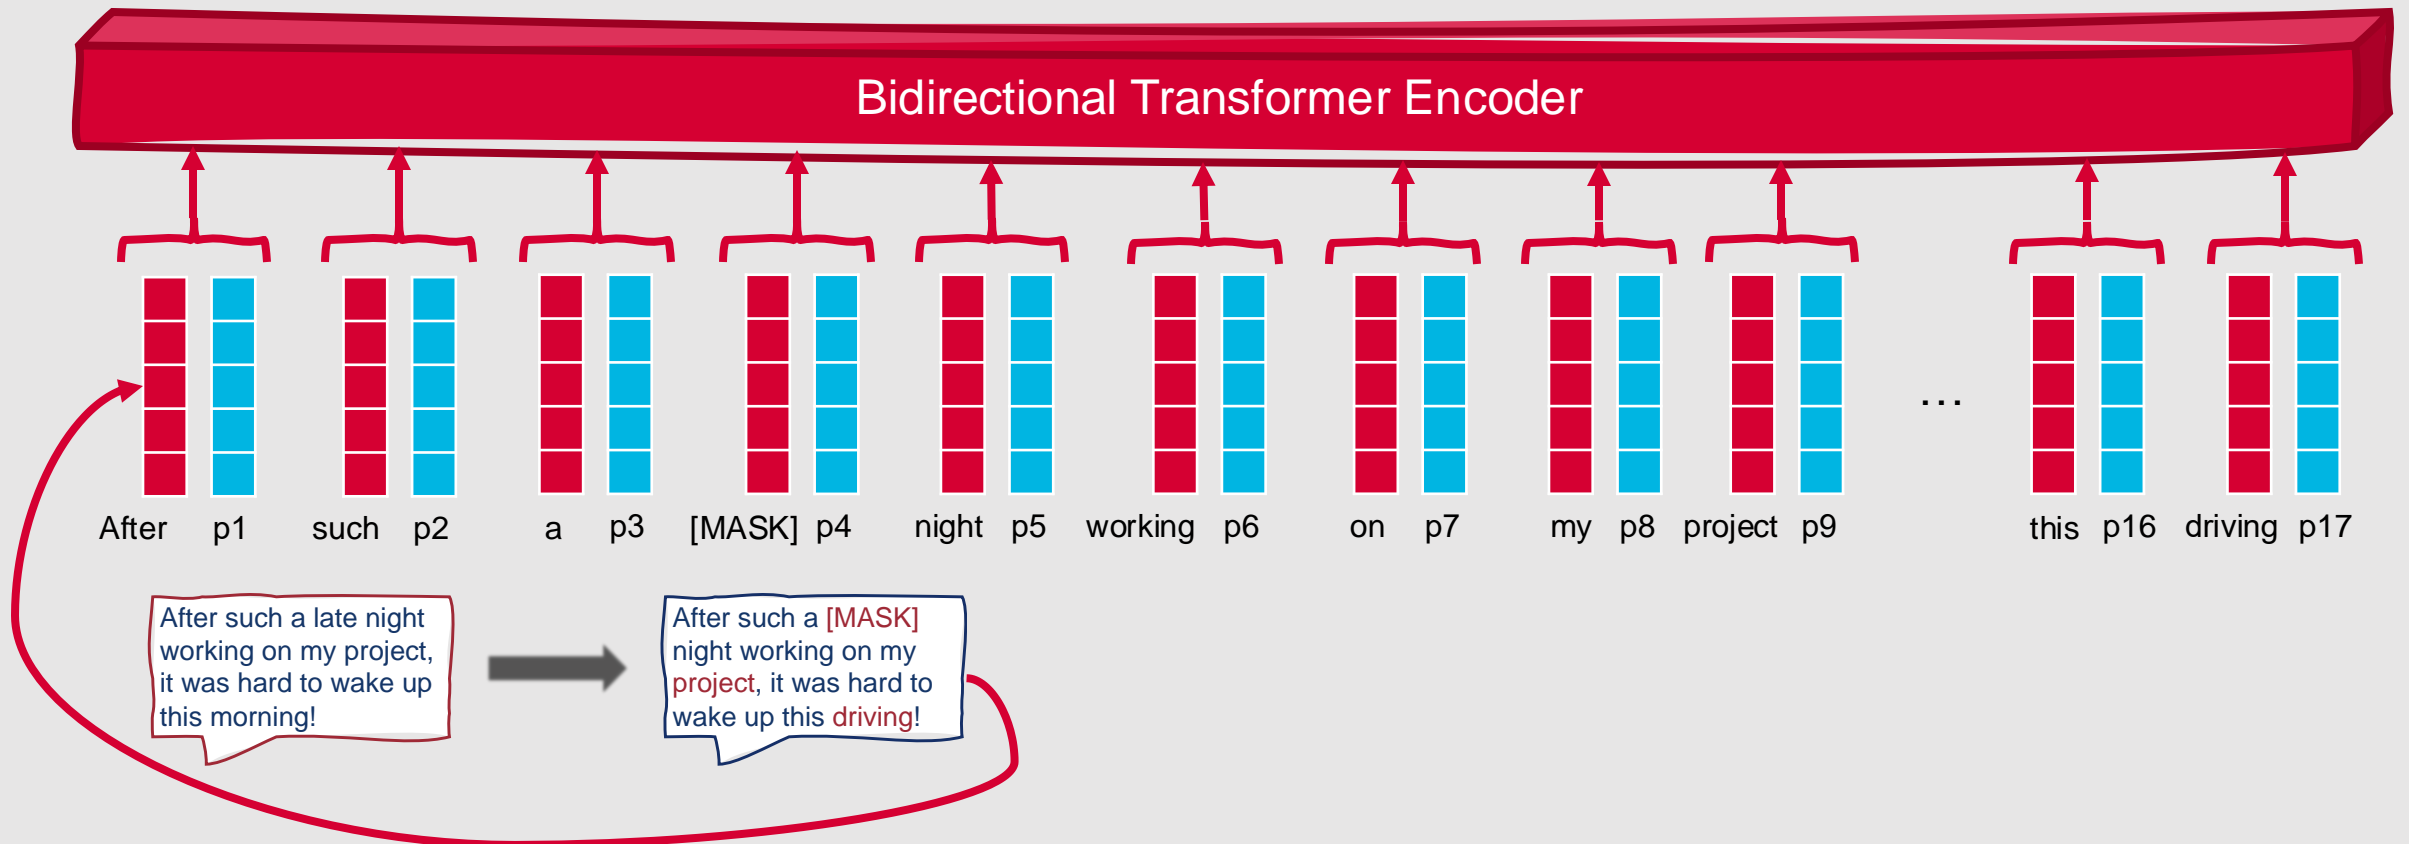 Bidirectional Transformer Encoder
After p1 such p2 a p3 [MASK] p4 night p5 working p6 on p7 my p8 project p9 ... this p16 driving p17
After such a late night
working on my project,
it was hard to wake up
this morning!
After such a [MASK]
night working on my
project, it was hard to
wake up this driving!